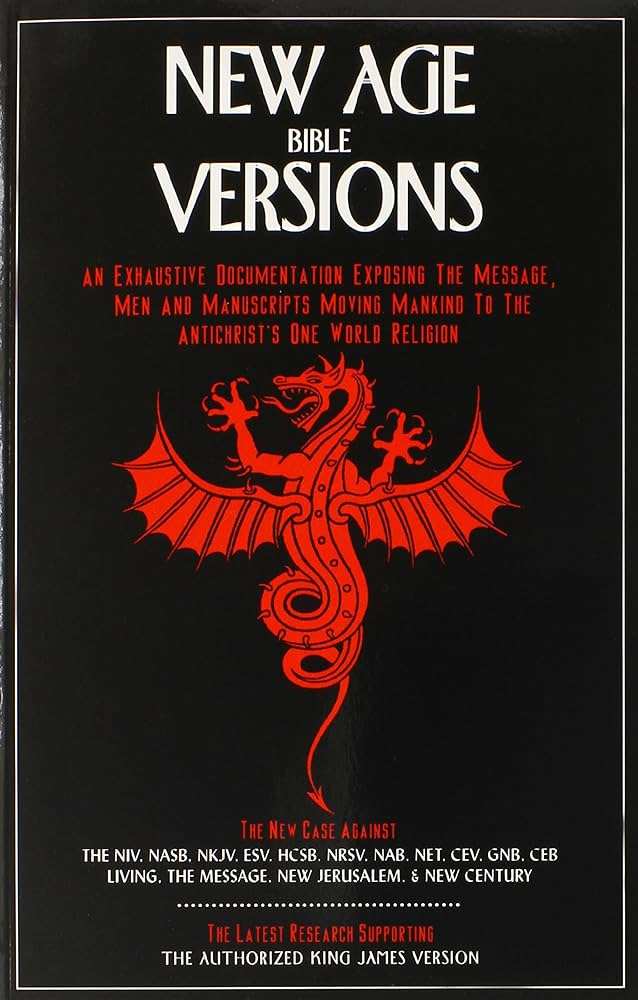 NEW AGE
BIBLE
VERSIONS
AN EXHAUSTIVE DOCUMENTATION EXPOSING THE MESSAGE,
MEN AND MANUSCRIPTS MOVING MANKIND TO THE
ANTICHRIST'S ONE WORLD RELIGION
THE NEW CASE AGAINST
THE NIV, NASB, NKJV, ESV, HCSB, NRSV, NAB, NET, CEV, GNB, CEB
LIVING, THE MESSAGE, NEW JERUSALEM, & NEW CENTURY
THE LATEST RESEARCH SUPPORTING
THE AUTHORIZED KING JAMES VERSION